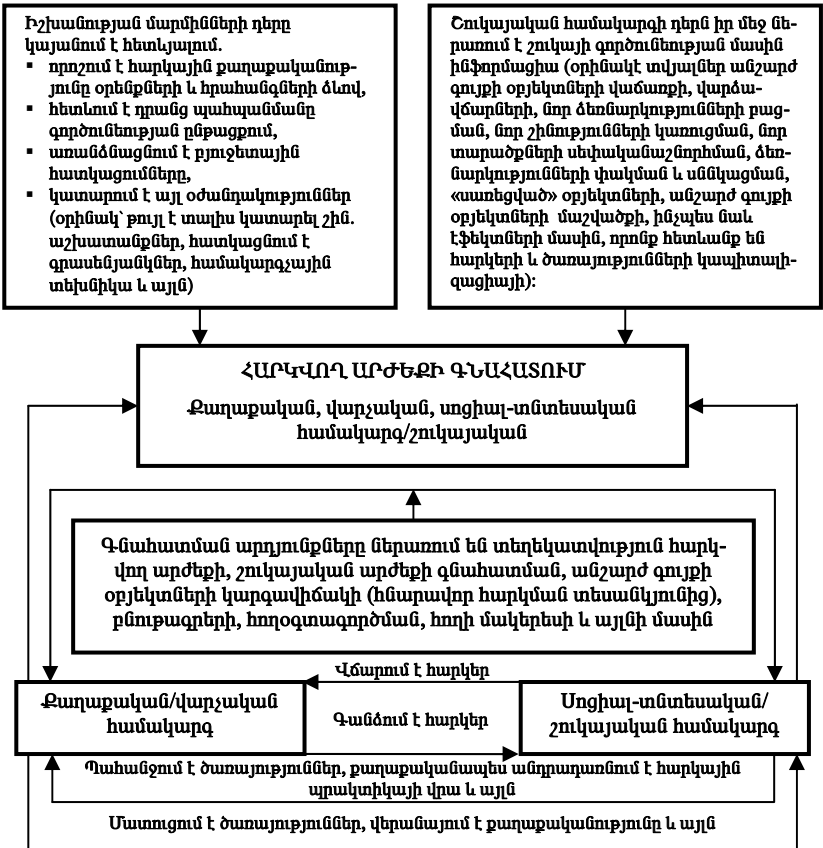 Իշխանության մարմինների դերը
կայանում է հետևյալում.
▪ որոշում է հարկային քաղաքականութ-
յունը օրենքների և հրահանգների ձևով,
▪ հետևում է դրանց պահպանմանը
գործունեության ընթացքում,
▪ առանձնացնում է բյուջետային
հատկացումները,
▪ կատարում է այլ օժանդակություններ
(օրինակ՝ թույլ է տալիս կատարել շին.
աշխատանքներ, հատկացնում է
գրասենյակներ, համակարգչային
տեխնիկա և այլն)
Շուկայական համակարգի դերն իր մեջ նե-
րառում է շուկայի գործունեության մասին
ինֆորմացիա (օրինակէ տվյալներ անշարժ
գույքի օբյեկտների վաճառքի, վարձա-
վճարների, նոր ձեռնարկությունների բաց-
ման, նոր շինությունների կառուցման, նոր
տարածքների սեփականաշնորհման, ձեռ-
նարկությունների փակման և սննկացման,
«սառեցված» օբյեկտների, անշարժ գույքի
օբյեկտների մաշվածքի, ինչպես նաև
էֆեկտների մասին, որոնք հետևանք են
հարկերի և ծառայությունների կապիտալի-
զացիայի):
ՀԱՐԿՎՈՂ ԱՐԺԵՔԻ ԳՆԱՀԱՏՈՒՄ
Քաղաքական, վարչական, սոցիալ-տնտեսական
համակարգ/շուկայական
Գնահատման արդյունքները ներառում են տեղեկատվություն հարկ-
վող արժեքի, շուկայական արժեքի գնահատման, անշարժ գույքի
օբյեկտների կարգավիճակի (հնարավոր հարկման տեսանկյունից),
բնութագրերի, հողօգտագործման, հողի մակերեսի և այլնի մասին
Վճարում է հարկեր
Քաղաքական/վարչական
համակարգ
Գանձում է հարկեր
Սոցիալ-տնտեսական/
շուկայական համակարգ
Պահանջում է ծառայություններ, քաղաքականապես անդրադառնում է հարկային
պրակտիկայի վրա և այլն
Մատուցում է ծառայություններ, վերանայում է քաղաքականությունը և այլն